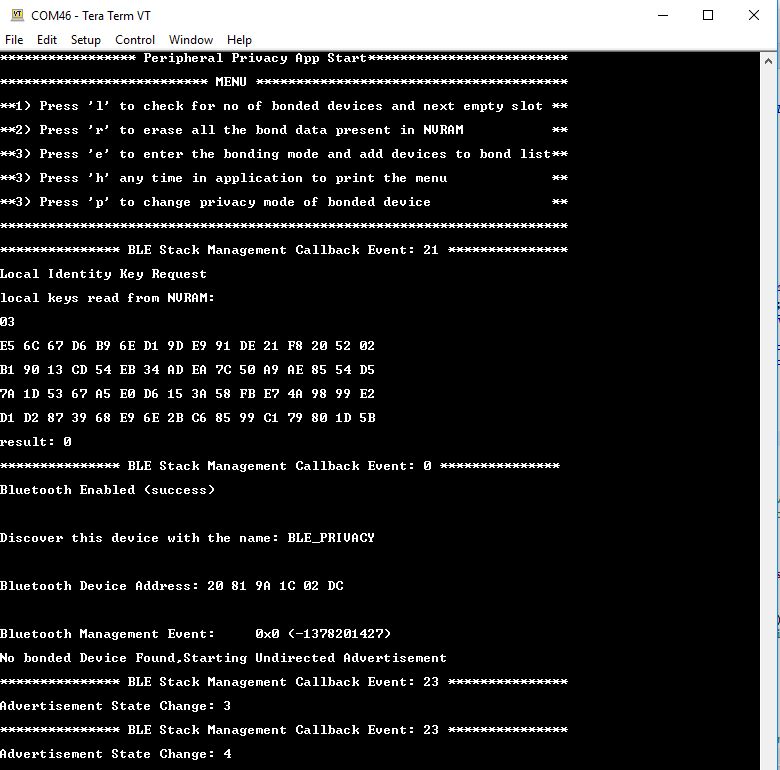 COM46 - Tera Term VT
File Edit Setup Control Window Help
***************** Peripheral Privacy App Start*************************
************************** MENU ***************************************
**1) Press 'l' to check for no of bonded devices and next empty slot **
**2) Press 'r' to erase all the bond data present in NVRAM           **
**3) Press 'e' to enter the bonding mode and add devices to bond list**
**3) Press 'h' any time in application to print the menu             **
**3) Press 'p' to change privacy mode of bonded device               **
***********************************************************************
*************** BLE Stack Management Callback Event: 21 ***************
Local Identity Key Request
local keys read from NVRAM:
03
E5 6C 67 D6 B9 6E D1 9D E9 91 DE 21 F8 20 52 02
B1 90 13 CD 54 EB 34 AD EA 7C 50 A9 AE 85 54 D5
7A 1D 53 67 A5 E0 D6 15 3A 58 FB E7 4A 98 99 E2
D1 D2 87 39 68 E9 6E 2B C6 85 99 C1 79 80 1D 5B
result: 0
*************** BLE Stack Management Callback Event: 0 ***************
Bluetooth Enabled (success)
Discover this device with the name: BLE_PRIVACY
Bluetooth Device Address: 20 81 9A 1C 02 DC
Bluetooth Management Event:     0x0 (-1378201427)
No bonded Device Found,Starting Undirected Advertisement
*************** BLE Stack Management Callback Event: 23 ***************
Advertisement State Change: 3
*************** BLE Stack Management Callback Event: 23 ***************
Advertisement State Change: 4